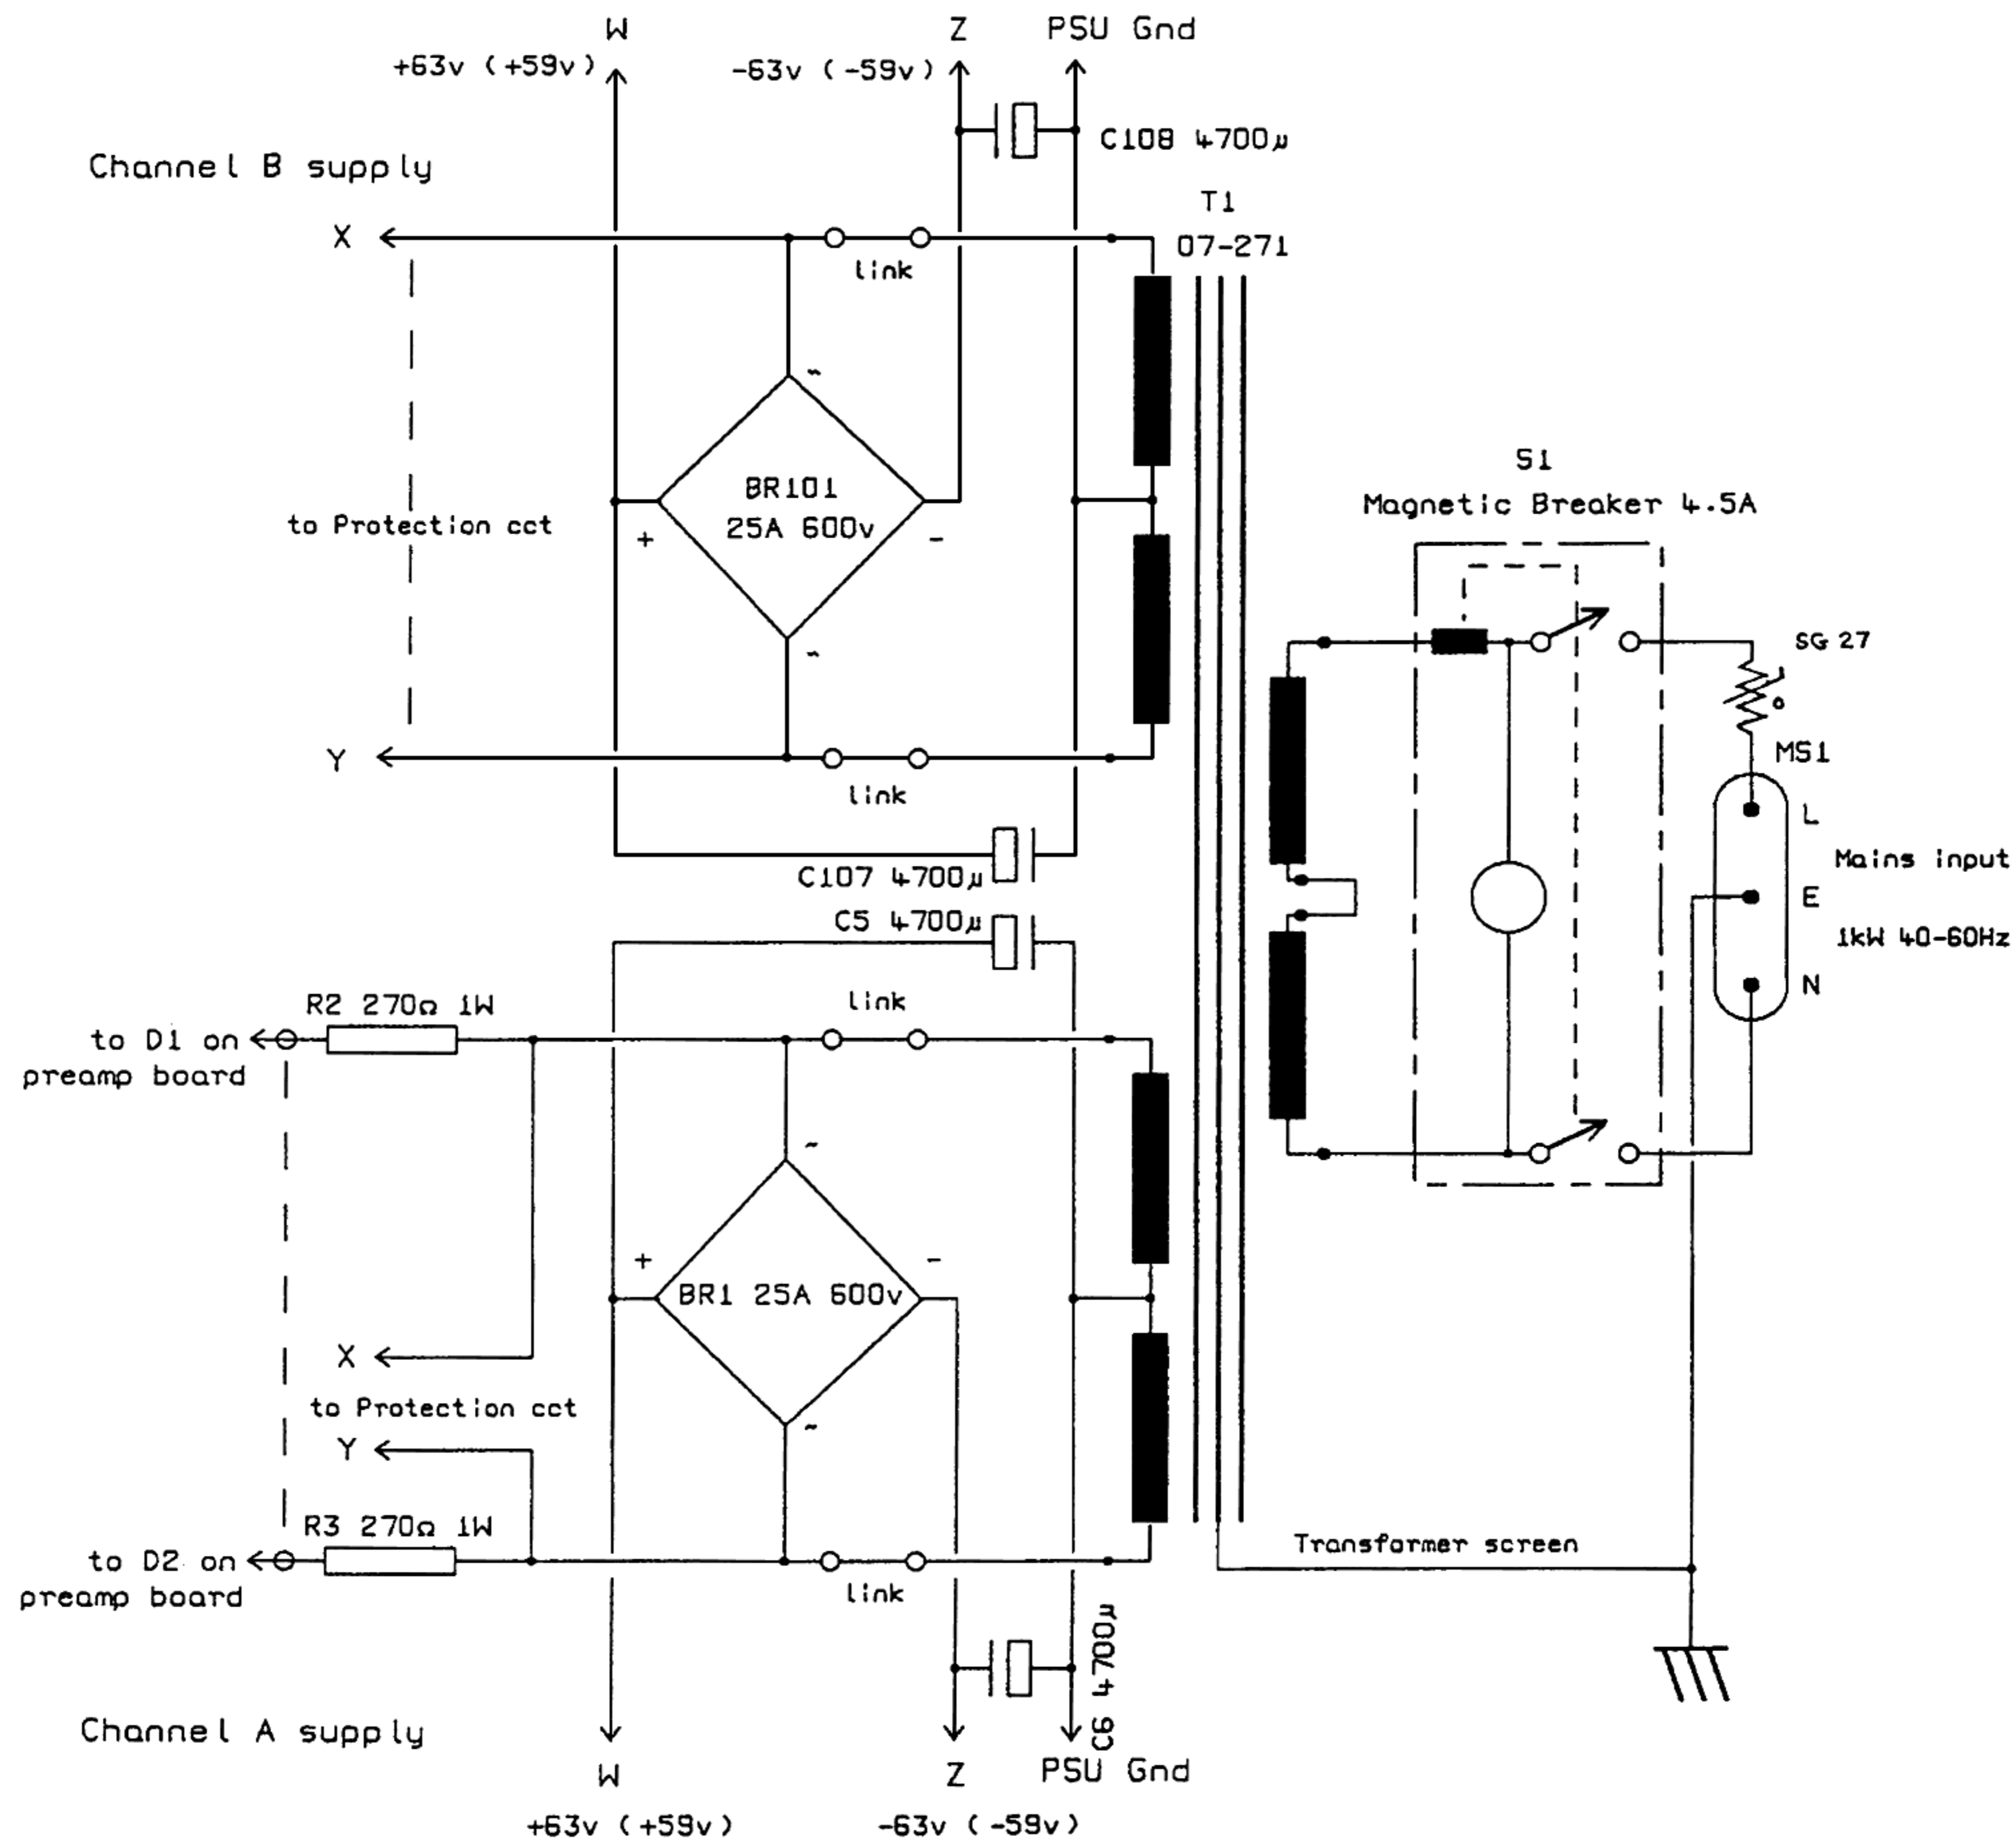 W
Z
PSU Gnd
+63v (+59v)
-63v (-59v)
C108 4700µ
Channel B supply
T1
07-271
X
link
~
BR101
25A 600v
+
-
to Protection cct
~
Y
link
C107 4700µ
S1
Magnetic Breaker 4.5A
SG 27
θ
MS1
L
Mains input
E
1kW 40-60Hz
N
C5 4700µ
link
R2 270Ω 1W
to D1 on
preamp board
~
+
-
BR1 25A 600v
X
to Protection cct
Y
~
R3 270Ω 1W
to D2 on
preamp board
link
Transformer screen
C6 4700µ
Channel A supply
W
Z
PSU Gnd
+63v (+59v)
-63v (-59v)